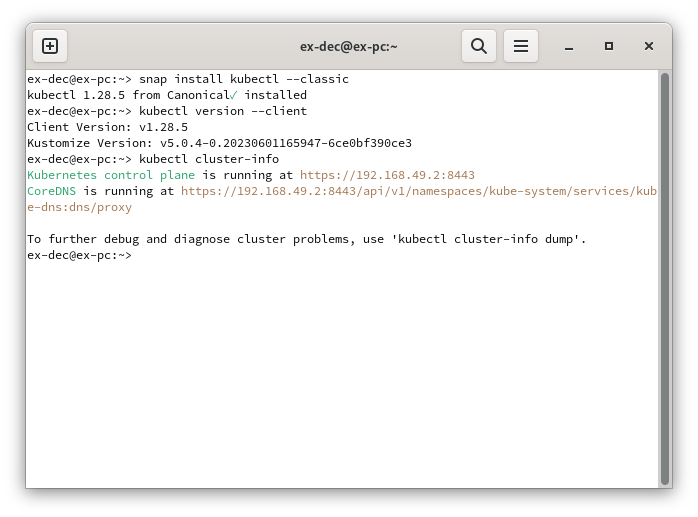 ex-dec@ex-pc:~
ex-dec@ex-pc:~> snap install kubectl --classic
kubectl 1.28.5 from Canonical✓ installed
ex-dec@ex-pc:~> kubectl version --client
Client Version: v1.28.5
Kustomize Version: v5.0.4-0.20230601165947-6ce0bf390ce3
ex-dec@ex-pc:~> kubectl cluster-info
Kubernetes control plane is running at https://192.168.49.2:8443
CoreDNS is running at https://192.168.49.2:8443/api/v1/namespaces/kube-system/services/kub
e-dns:dns/proxy
To further debug and diagnose cluster problems, use 'kubectl cluster-info dump'.
ex-dec@ex-pc:~>